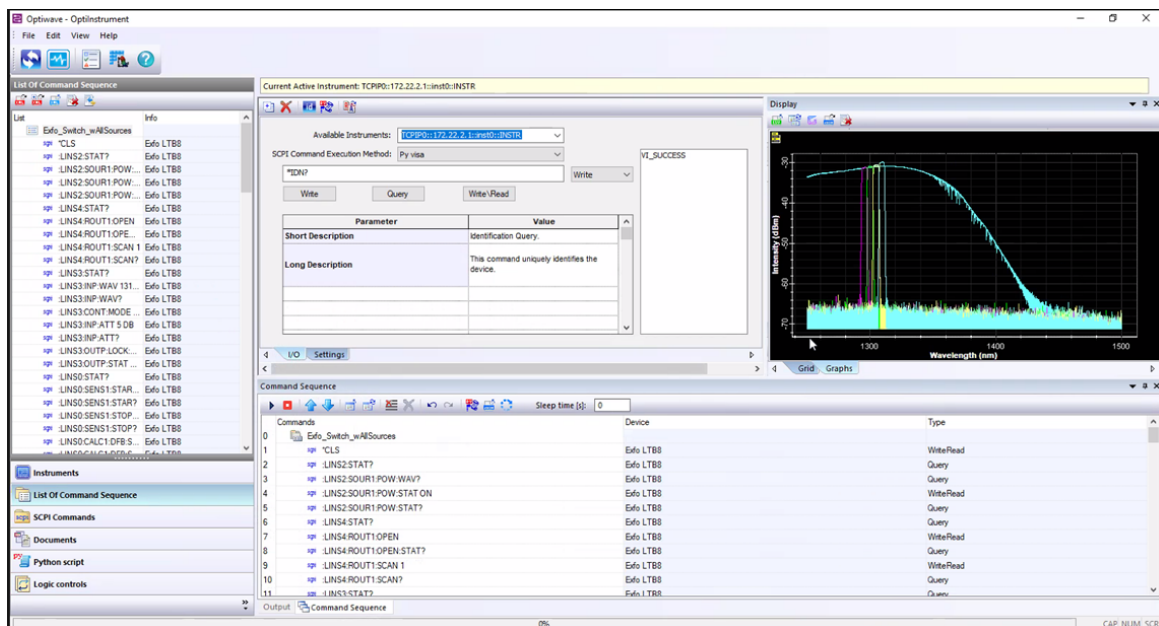 Optiwave - OptiInstrument
File Edit View Help
List Of Command Sequence
List Info
Exfo_Switch_wAllSources
*CLS Exfo LTB8
:LINS2:STAT? Exfo LTB8
:LINS2:SOUR1:POW:... Exfo LTB8
:LINS2:SOUR1:POW:... Exfo LTB8
:LINS2:SOUR1:POW:... Exfo LTB8
:LINS4:STAT? Exfo LTB8
:LINS4:ROUT1:OPEN Exfo LTB8
:LINS4:ROUT1:OPE... Exfo LTB8
:LINS4:ROUT1:SCAN 1 Exfo LTB8
:LINS4:ROUT1:SCAN? Exfo LTB8
:LINS3:STAT? Exfo LTB8
:LINS3:INP:WAV 131... Exfo LTB8
:LINS3:INP:WAV? Exfo LTB8
:LINS3:CONT:MODE ... Exfo LTB8
:LINS3:INP:ATT 5 DB Exfo LTB8
:LINS3:INP:ATT? Exfo LTB8
:LINS3:OUTP:LOCK:... Exfo LTB8
:LINS3:OUTP:STAT ... Exfo LTB8
:LINS0:STAT? Exfo LTB8
:LINS0:SENS1:STAR... Exfo LTB8
:LINS0:SENS1:STAR? Exfo LTB8
:LINS0:SENS1:STOP... Exfo LTB8
:LINS0:SENS1:STOP? Exfo LTB8
:LINS0:CALC1:DFB:S... Exfo LTB8
Instruments
List Of Command Sequence
SCPI Commands
Documents
Python script
Logic controls
Current Active Instrument: TCPIP0::172.22.2.1::inst0::INSTR
Available Instruments: TCPIP0::172.22.2.1::inst0::INSTR
SCPI Command Execution Method: Py visa
*IDN? Write
Write Query Write\Read
Parameter Value
Short Description Identification Query.
Long Description This command uniquely identifies the
device.
VI_SUCCESS
I/O Settings
Display
Intensity (dBm)
-30
-40
-50
-60
-70
1300 1400 1500
Wavelength (nm)
Grid Graphs
Command Sequence
Sleep time [s]: 0
Commands Device Type
0 Exfo_Switch_wAllSources
1 *CLS Exfo LTB8 WriteRead
2 :LINS2:STAT? Exfo LTB8 Query
3 :LINS2:SOUR1:POW:WAV? Exfo LTB8 Query
4 :LINS2:SOUR1:POW:STAT ON Exfo LTB8 WriteRead
5 :LINS2:SOUR1:POW:STAT? Exfo LTB8 Query
6 :LINS4:STAT? Exfo LTB8 Query
7 :LINS4:ROUT1:OPEN Exfo LTB8 WriteRead
8 :LINS4:ROUT1:OPEN:STAT? Exfo LTB8 Query
9 :LINS4:ROUT1:SCAN 1 Exfo LTB8 WriteRead
10 :LINS4:ROUT1:SCAN? Exfo LTB8 Query
11 :LINS3:STAT? Exfo LTB8 Query
Output Command Sequence
0%
CAP NUM SCR